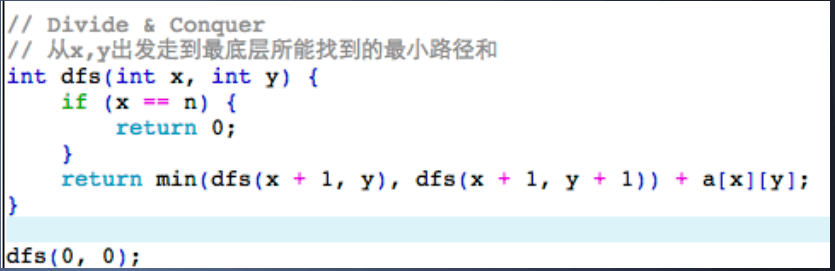 // Divide & Conquer
// 从x,y出发走到最底层所能找到的最小路径和
int dfs(int x, int y) {
    if (x == n) {
        return 0;
    }
    return min(dfs(x + 1, y), dfs(x + 1, y + 1)) + a[x][y];
}
dfs(0, 0);